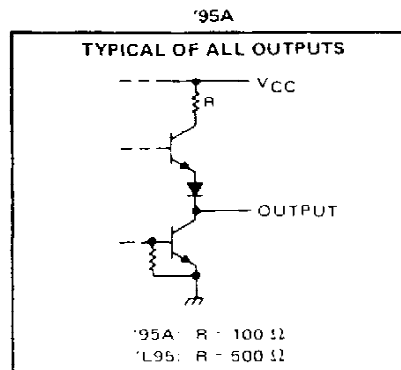 '95A
TYPICAL OF ALL OUTPUTS
VCC
R
OUTPUT
'95A: R - 100 Ω
'L95: R - 500 Ω